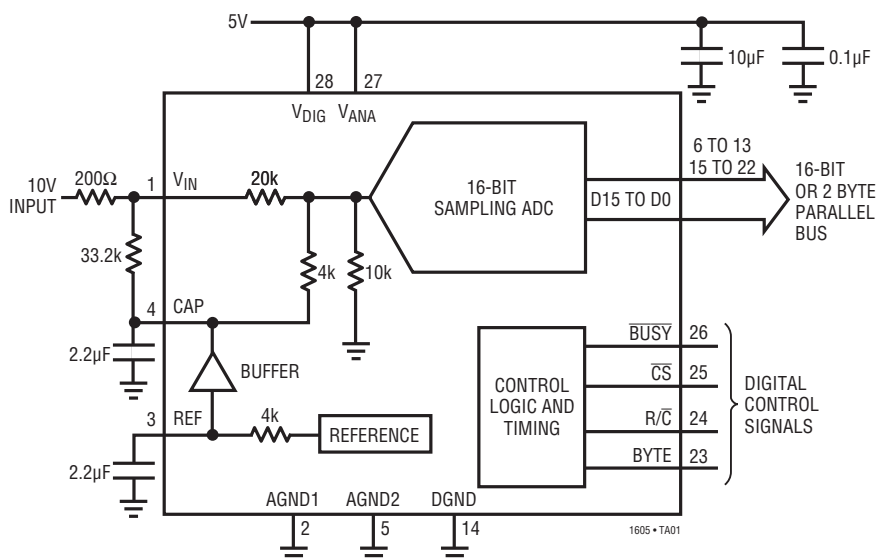 5V
10µF
0.1µF
28
27
VDIG
VANA
6 TO 13
15 TO 22
16-BIT
OR 2 BYTE
PARALLEL
BUS
10V
INPUT
200Ω
1
VIN
20k
16-BIT
SAMPLING ADC
D15 TO D0
33.2k
4k
10k
4
CAP
2.2µF
BUFFER
3
REF
4k
REFERENCE
2.2µF
CONTROL
LOGIC AND
TIMING
BUSY
26
CS
25
R/C
24
BYTE
23
DIGITAL
CONTROL
SIGNALS
AGND1
AGND2
DGND
2
5
14
1605 • TA01